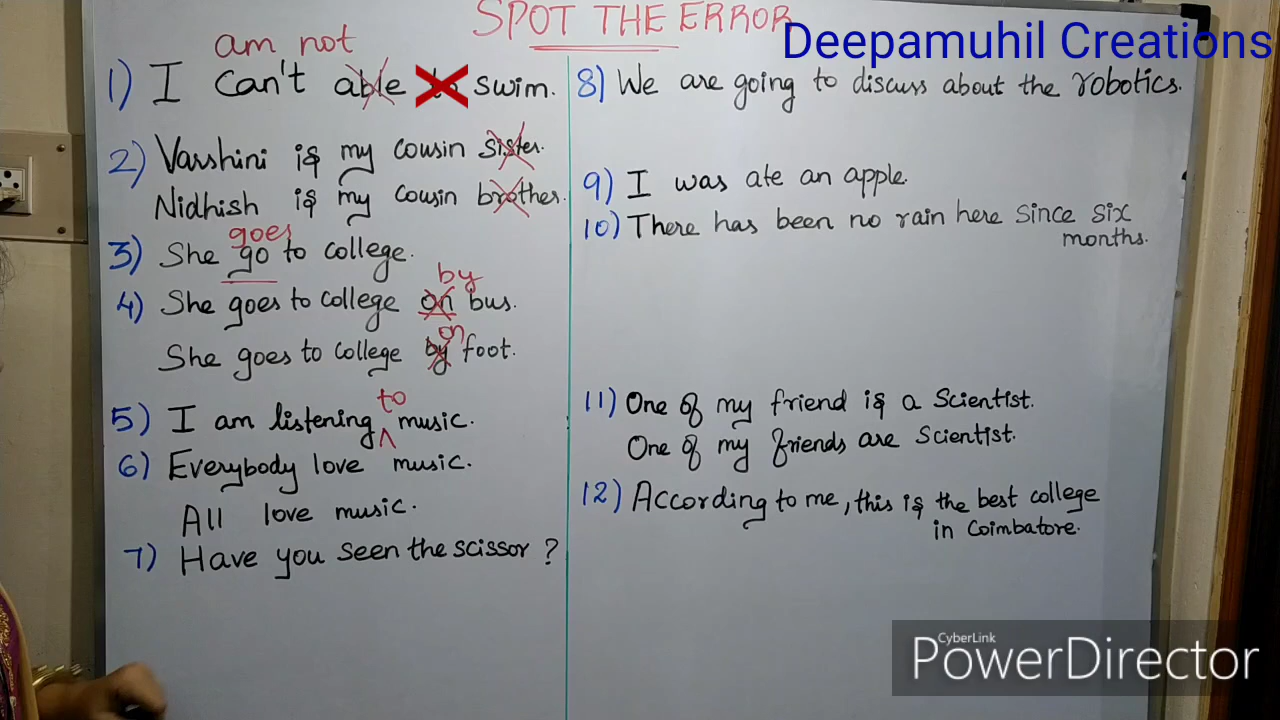 SPOT THE ERROR
Deepamuhil Creations
am not
1) I can't able to swim.
2) Varshini is my cousin sister.
Nidhish is my cousin brother.
goes
3) She go to college.
by
4) She goes to college on bus.
on
She goes to college by foot.
to
5) I am listening ^ music.
6) Everybody love music.
All love music.
7) Have you seen the scissor?
8) We are going to discuss about the robotics.
9) I was ate an apple.
10) There has been no rain here since six
months.
11) One of my friend is a Scientist.
One of my friends are Scientist.
12) According to me, this is the best college
in Coimbatore.
CyberLink
PowerDirector